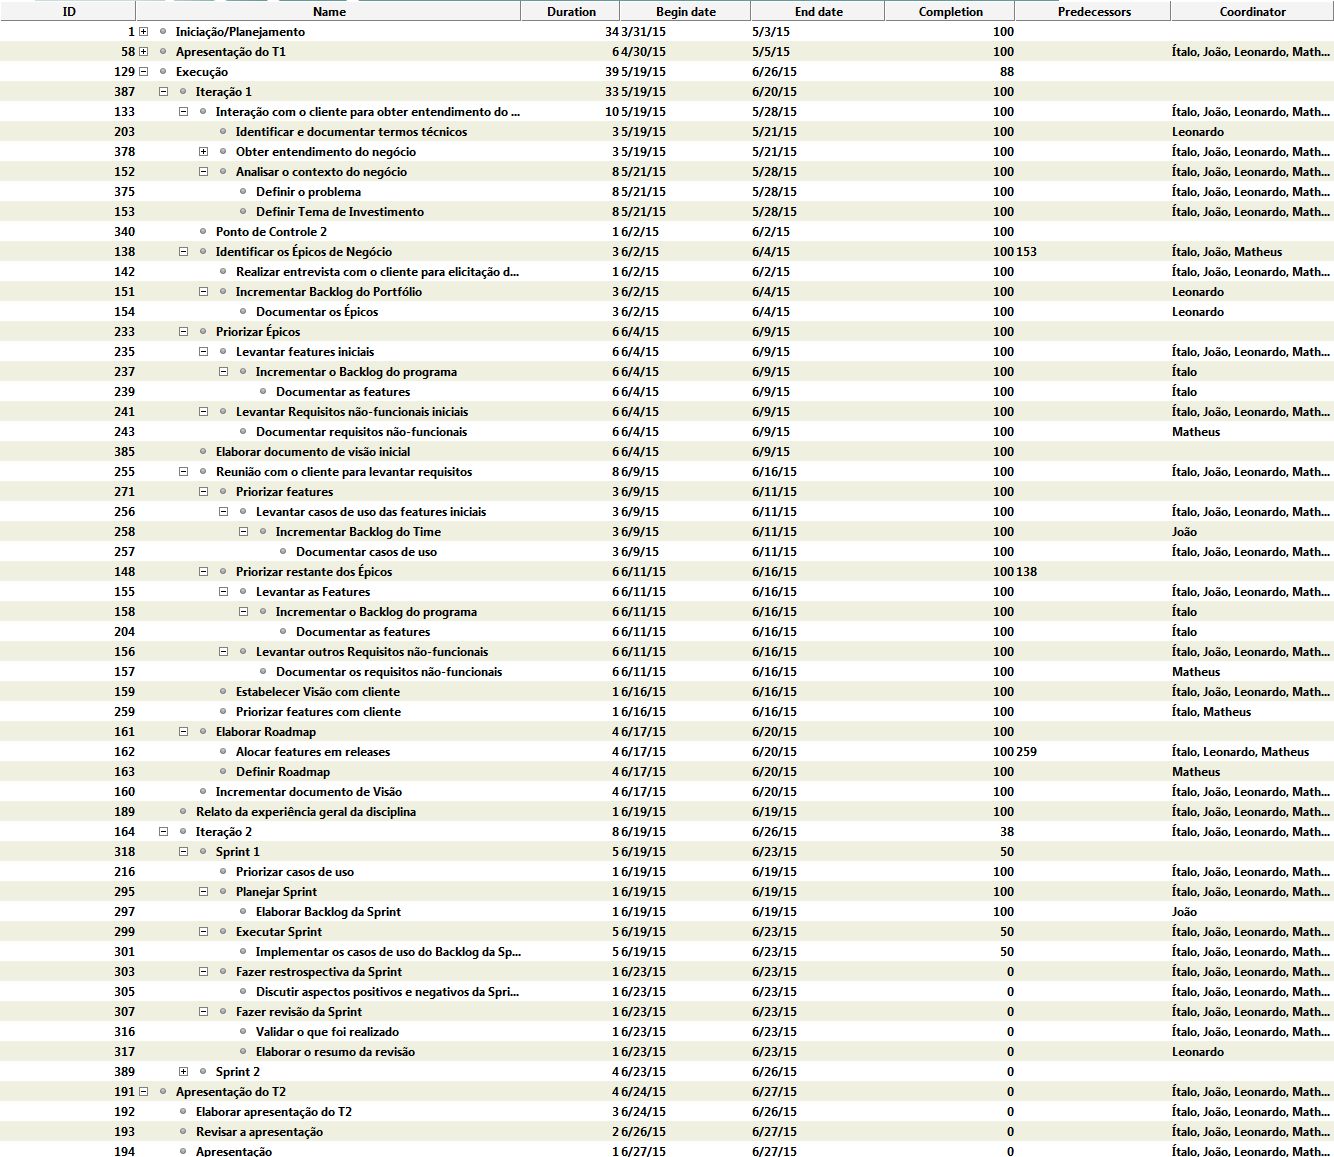 ID Name Duration Begin date End date Completion Predecessors Coordinator
1 Iniciação/Planejamento 34 3/31/15 5/3/15 100
58 Apresentação do T1 6 4/30/15 5/5/15 100 Ítalo, João, Leonardo, Math...
129 Execução 39 5/19/15 6/26/15 88
387 Iteração 1 33 5/19/15 6/20/15 100
133 Interação com o cliente para obter entendimento do ... 10 5/19/15 5/28/15 100 Ítalo, João, Leonardo, Math...
203 Identificar e documentar termos técnicos 3 5/19/15 5/21/15 100 Leonardo
378 Obter entendimento do negócio 3 5/19/15 5/21/15 100 Ítalo, João, Leonardo, Math...
152 Analisar o contexto do negócio 8 5/21/15 5/28/15 100 Ítalo, João, Leonardo, Math...
375 Definir o problema 8 5/21/15 5/28/15 100 Ítalo, João, Leonardo, Math...
153 Definir Tema de Investimento 8 5/21/15 5/28/15 100 Ítalo, João, Leonardo, Math...
340 Ponto de Controle 2 1 6/2/15 6/2/15 100
138 Identificar os Épicos de Negócio 3 6/2/15 6/4/15 100 153 Ítalo, João, Matheus
142 Realizar entrevista com o cliente para elicitação d... 1 6/2/15 6/2/15 100 Ítalo, João, Leonardo, Math...
151 Incrementar Backlog do Portfólio 3 6/2/15 6/4/15 100 Leonardo
154 Documentar os Épicos 3 6/2/15 6/4/15 100 Leonardo
233 Priorizar Épicos 6 6/4/15 6/9/15 100
235 Levantar features iniciais 6 6/4/15 6/9/15 100 Ítalo, João, Leonardo, Math...
237 Incrementar o Backlog do programa 6 6/4/15 6/9/15 100 Ítalo
239 Documentar as features 6 6/4/15 6/9/15 100 Ítalo
241 Levantar Requisitos não-funcionais iniciais 6 6/4/15 6/9/15 100 Ítalo, João, Leonardo, Math...
243 Documentar requisitos não-funcionais 6 6/4/15 6/9/15 100 Matheus
385 Elaborar documento de visão inicial 6 6/4/15 6/9/15 100
255 Reunião com o cliente para levantar requisitos 8 6/9/15 6/16/15 100 Ítalo, João, Leonardo, Math...
271 Priorizar features 3 6/9/15 6/11/15 100
256 Levantar casos de uso das features iniciais 3 6/9/15 6/11/15 100 Ítalo, João, Leonardo, Math...
258 Incrementar Backlog do Time 3 6/9/15 6/11/15 100 João
257 Documentar casos de uso 3 6/9/15 6/11/15 100 Ítalo, João, Leonardo, Math...
148 Priorizar restante dos Épicos 6 6/11/15 6/16/15 100 138
155 Levantar as Features 6 6/11/15 6/16/15 100 Ítalo, João, Leonardo, Math...
158 Incrementar o Backlog do programa 6 6/11/15 6/16/15 100 Ítalo
204 Documentar as features 6 6/11/15 6/16/15 100 Ítalo
156 Levantar outros Requisitos não-funcionais 6 6/11/15 6/16/15 100 Ítalo, João, Leonardo, Math...
157 Documentar os requisitos não-funcionais 6 6/11/15 6/16/15 100 Matheus
159 Estabelecer Visão com cliente 1 6/16/15 6/16/15 100 Ítalo, João, Leonardo, Math...
259 Priorizar features com cliente 1 6/16/15 6/16/15 100 Ítalo, Matheus
161 Elaborar Roadmap 4 6/17/15 6/20/15 100
162 Alocar features em releases 4 6/17/15 6/20/15 100 259 Ítalo, Leonardo, Matheus
163 Definir Roadmap 4 6/17/15 6/20/15 100 Matheus
160 Incrementar documento de Visão 4 6/17/15 6/20/15 100 Ítalo, João, Leonardo, Math...
189 Relato da experiência geral da disciplina 1 6/19/15 6/19/15 100 Ítalo, João, Leonardo, Math...
164 Iteração 2 8 6/19/15 6/26/15 38 Ítalo, João, Leonardo, Math...
318 Sprint 1 5 6/19/15 6/23/15 50
216 Priorizar casos de uso 1 6/19/15 6/19/15 100 Ítalo, João, Leonardo, Math...
295 Planejar Sprint 1 6/19/15 6/19/15 100 Ítalo, João, Leonardo, Math...
297 Elaborar Backlog da Sprint 1 6/19/15 6/19/15 100 João
299 Executar Sprint 5 6/19/15 6/23/15 50 Ítalo, João, Leonardo, Math...
301 Implementar os casos de uso do Backlog da Sp... 5 6/19/15 6/23/15 50 Ítalo, João, Leonardo, Math...
303 Fazer restrospectiva da Sprint 1 6/23/15 6/23/15 0 Ítalo, João, Leonardo, Math...
305 Discutir aspectos positivos e negativos da Spri... 1 6/23/15 6/23/15 0 Ítalo, João, Leonardo, Math...
307 Fazer revisão da Sprint 1 6/23/15 6/23/15 0 Ítalo, João, Leonardo, Math...
316 Validar o que foi realizado 1 6/23/15 6/23/15 0 Ítalo, João, Leonardo, Math...
317 Elaborar o resumo da revisão 1 6/23/15 6/23/15 0 Leonardo
389 Sprint 2 4 6/23/15 6/26/15 0
191 Apresentação do T2 4 6/24/15 6/27/15 0 Ítalo, João, Leonardo, Math...
192 Elaborar apresentação do T2 3 6/24/15 6/26/15 0 Ítalo, João, Leonardo, Math...
193 Revisar a apresentação 2 6/26/15 6/27/15 0 Ítalo, João, Leonardo, Math...
194 Apresentação 1 6/27/15 6/27/15 0 Ítalo, João, Leonardo, Math...